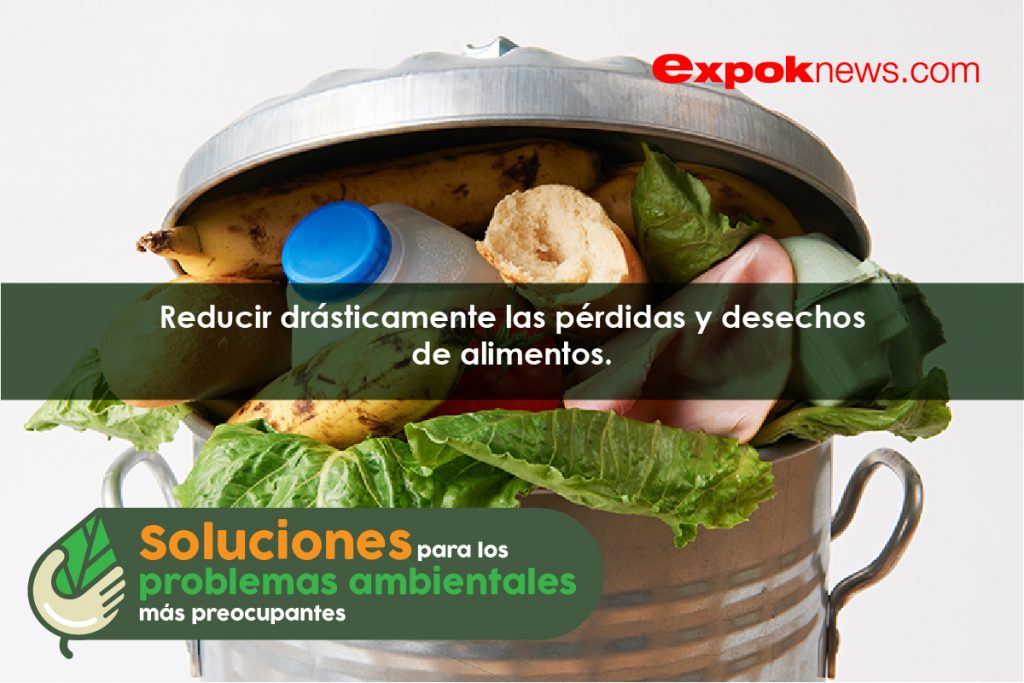 expoknews.com
Reducir drásticamente las pérdidas y desechos
de alimentos.
Soluciones para los
problemas ambientales
más preocupantes